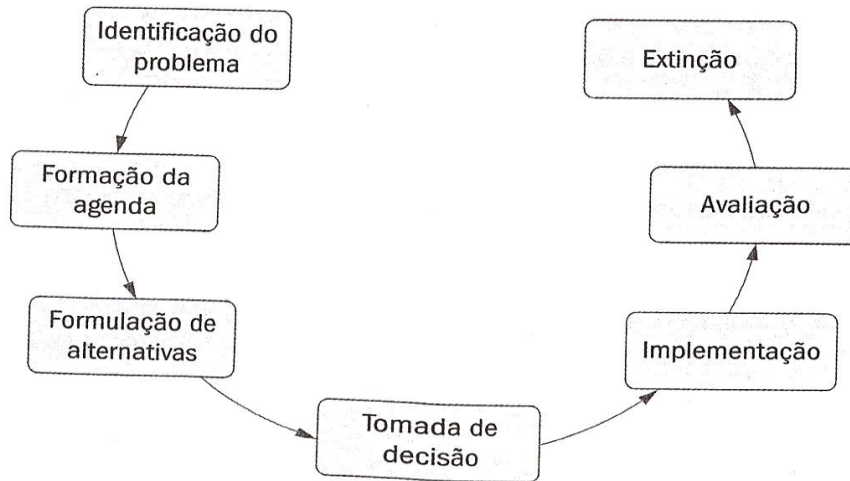 Identificação do
problema
Formação da
agenda
Formulação de
alternativas
Tomada de
decisão
Implementação
Avaliação
Extinção